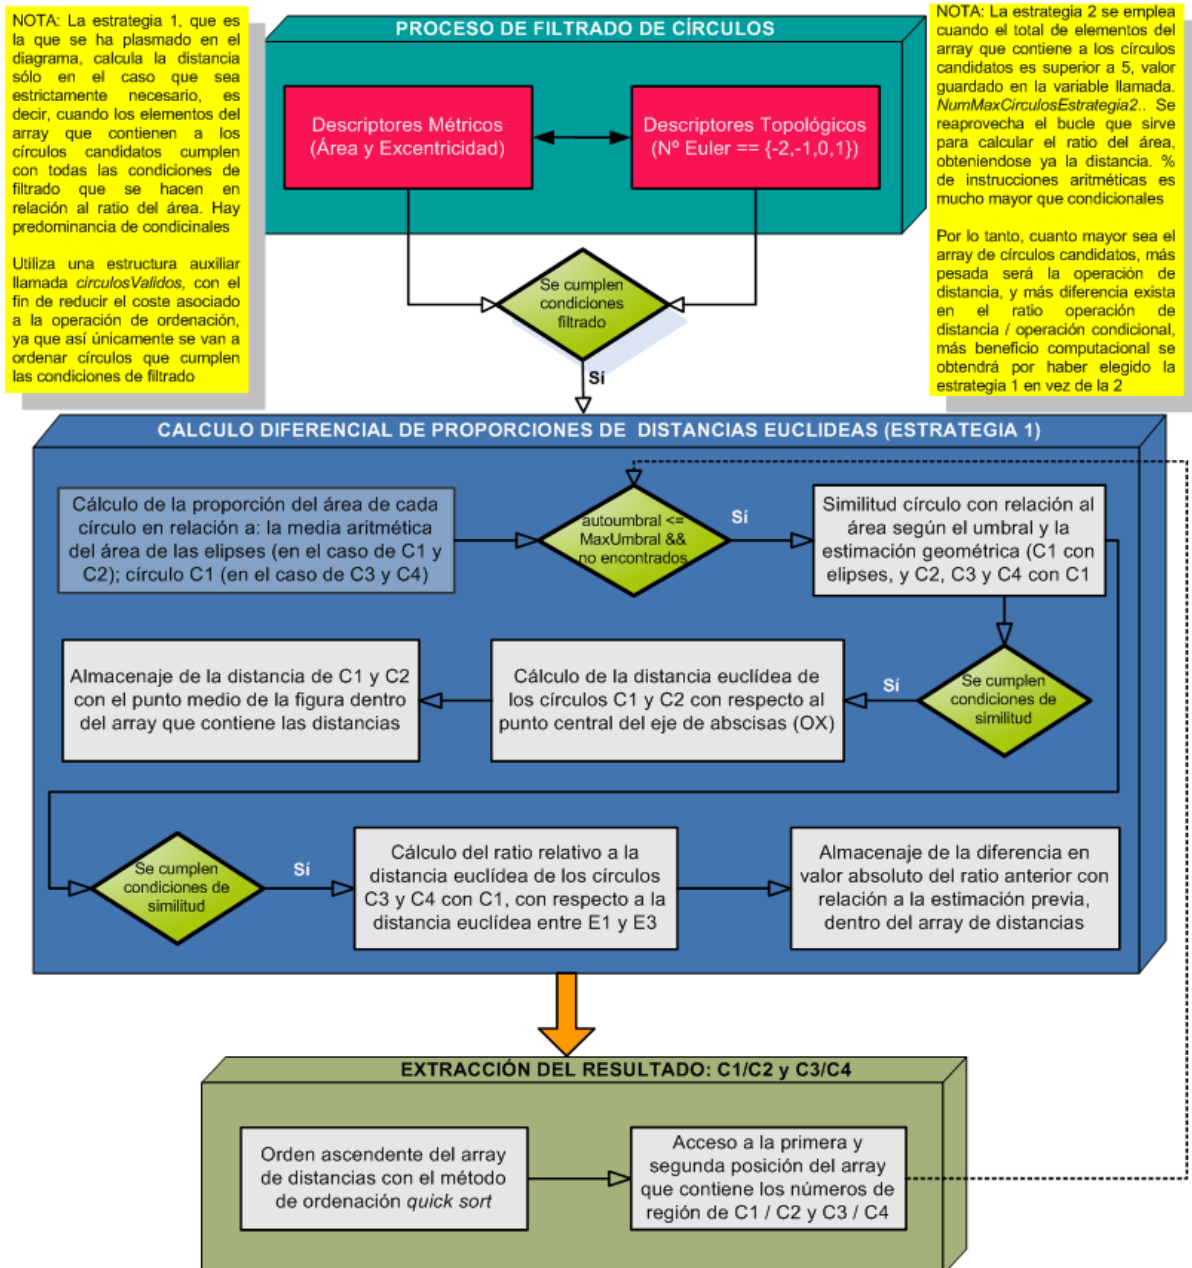 NOTA: La estrategia 1, que es
la que se ha plasmado en el
diagrama, calcula la distancia
sólo en el caso que sea
estrictamente necesario, es
decir, cuando los elementos del
array que contienen a los
círculos candidatos cumplen
con todas las condiciones de
filtrado que se hacen en
relación al ratio del área. Hay
predominancia de condicinales
Utiliza una estructura auxiliar
llamada circulosValidos, con el
fin de reducir el coste asociado
a la operación de ordenación,
ya que así únicamente se van a
ordenar círculos que cumplen
las condiciones de filtrado
PROCESO DE FILTRADO DE CÍRCULOS
Descriptores Métricos
(Área y Excentricidad)
Descriptores Topológicos
(Nº Euler == {-2,-1,0,1})
NOTA: La estrategia 2 se emplea
cuando el total de elementos del
array que contiene a los círculos
candidatos es superior a 5, valor
guardado en la variable llamada.
NumMaxCirculosEstrategia2.. Se
reaprovecha el bucle que sirve
para calcular el ratio del área,
obteniendose ya la distancia. %
de instrucciones aritméticas es
mucho mayor que condicionales
Por lo tanto, cuanto mayor sea el
array de círculos candidatos, más
pesada será la operación de
distancia, y más diferencia exista
en el ratio operación de
distancia / operación condicional,
más beneficio computacional se
obtendrá por haber elegido la
estrategia 1 en vez de la 2
Se cumplen
condiciones
filtrado
Sí
CALCULO DIFERENCIAL DE PROPORCIONES DE DISTANCIAS EUCLIDEAS (ESTRATEGIA 1)
Cálculo de la proporción del área de cada
círculo en relación a: la media aritmética
del área de las elipses (en el caso de C1 y
C2); círculo C1 (en el caso de C3 y C4)
autoumbral <=
MaxUmbral &&
no encontrados
Sí
Similitud círculo con relación al
área según el umbral y la
estimación geométrica (C1 con
elipses, y C2, C3 y C4 con C1
Se cumplen
condiciones de
similitud
Sí
Cálculo de la distancia euclídea de
los círculos C1 y C2 con respecto al
punto central del eje de abscisas (OX)
Almacenaje de la distancia de C1 y C2
con el punto medio de la figura dentro
del array que contiene las distancias
Se cumplen
condiciones de
similitud
Sí
Cálculo del ratio relativo a la
distancia euclídea de los círculos
C3 y C4 con C1, con respecto a la
distancia euclídea entre E1 y E3
Almacenaje de la diferencia en
valor absoluto del ratio anterior con
relación a la estimación previa,
dentro del array de distancias
EXTRACCIÓN DEL RESULTADO: C1/C2 y C3/C4
Orden ascendente del array
de distancias con el método
de ordenación quick sort
Acceso a la primera y
segunda posición del array
que contiene los números de
región de C1 / C2 y C3 / C4